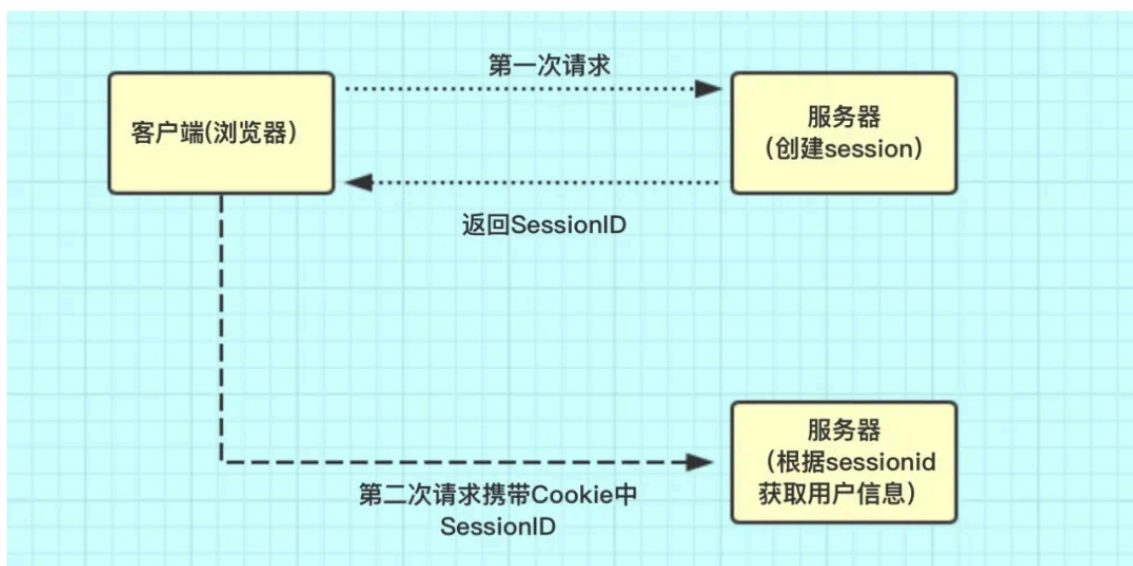 第一次请求
客户端(浏览器)
服务器
（创建session）
返回SessionID
服务器
（根据sessionid
获取用户信息）
第二次请求携带Cookie中
SessionID